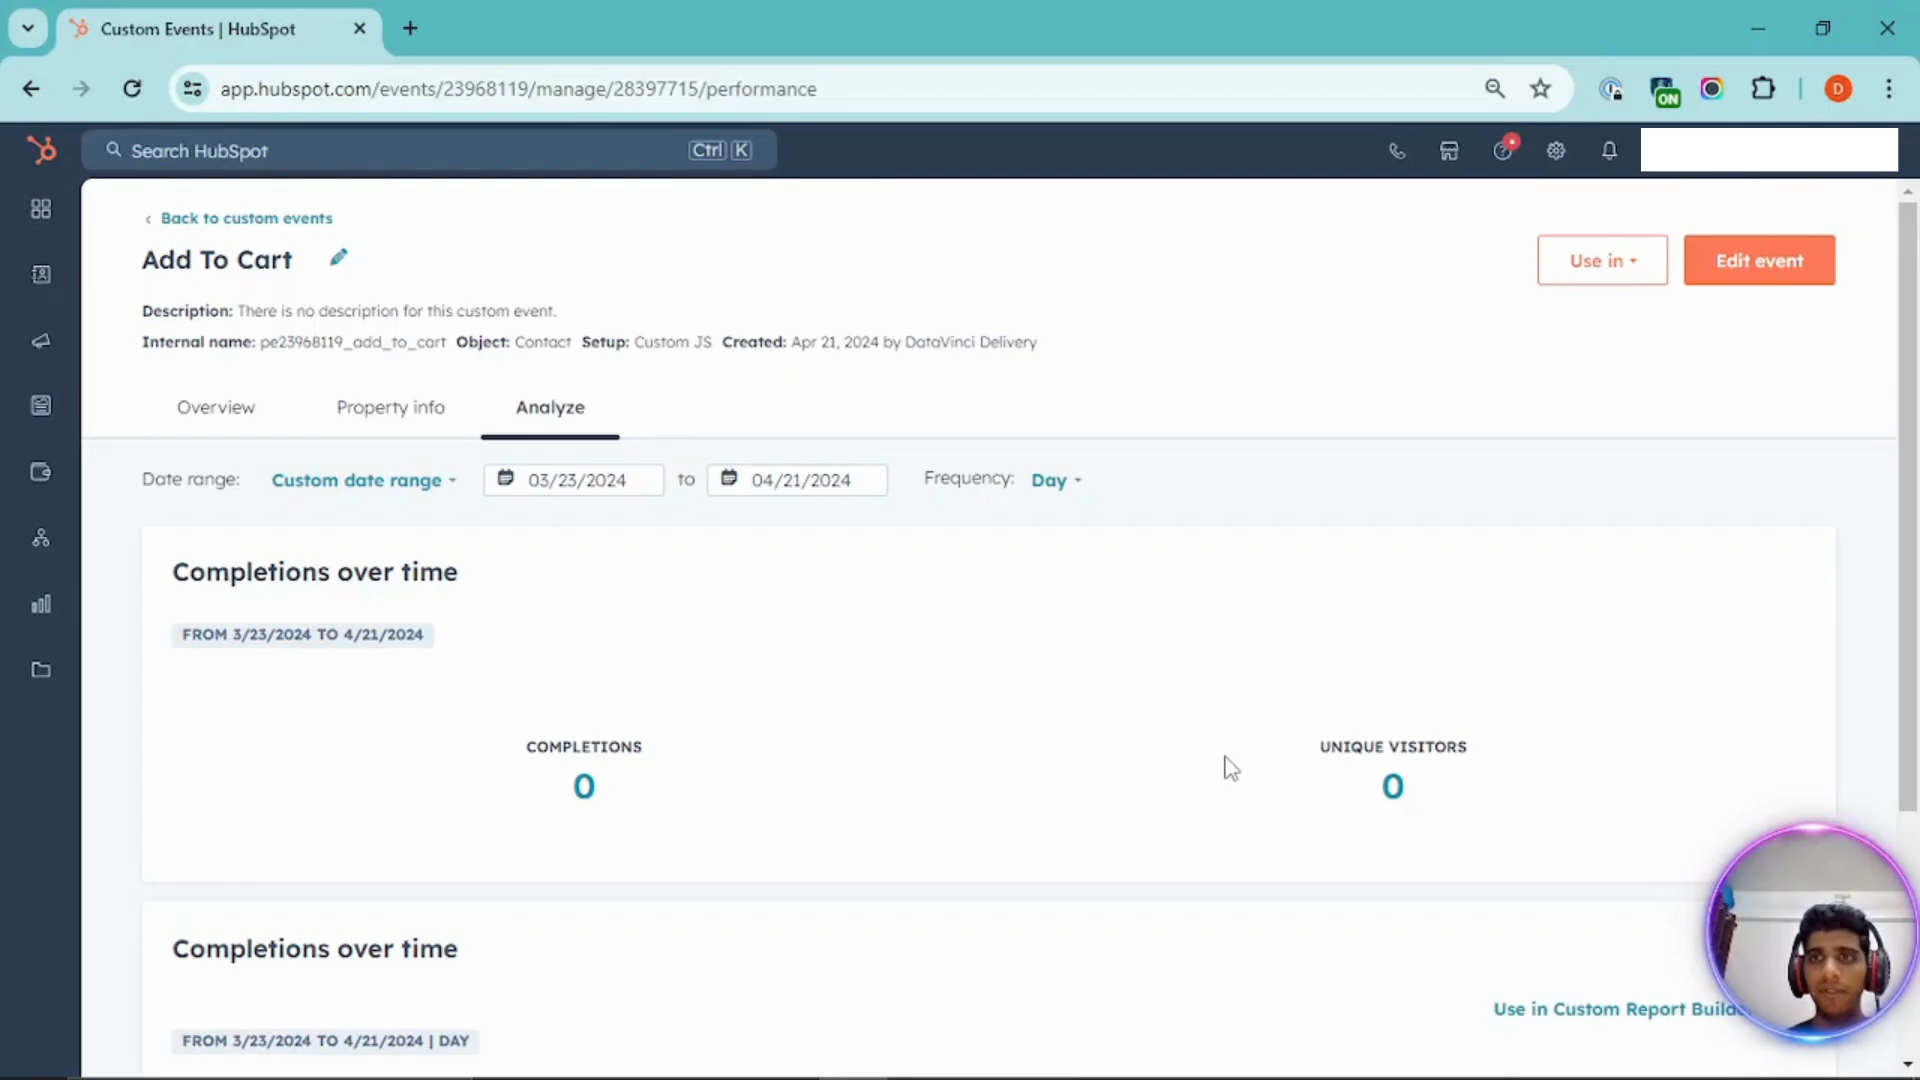 Custom Events | HubSpot
app.hubspot.com/events/23968119/manage/28397715/performance
ON
D
Search HubSpot
Ctrl K
Back to custom events
Add To Cart
Use in
Edit event
Description: There is no description for this custom event.
Internal name: pe23968119_add_to_cart Object: Contact Setup: Custom JS Created: Apr 21, 2024 by DataVinci Delivery
Overview
Property info
Analyze
Date range: Custom date range 03/23/2024 to 04/21/2024 Frequency: Day
Completions over time
FROM 3/23/2024 TO 4/21/2024
COMPLETIONS
UNIQUE VISITORS
0
0
Completions over time
Use in Custom Report
FROM 3/23/2024 TO 4/21/2024 | DAY